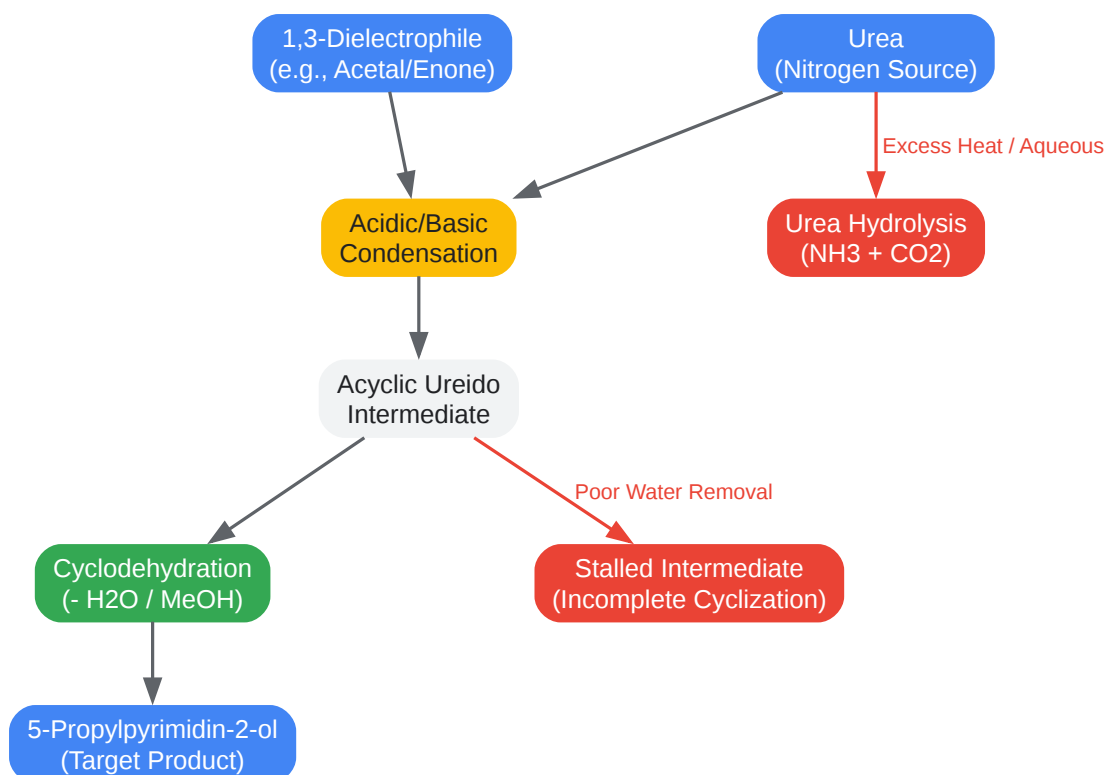 1,3-Dielectrophile
(e.g., Acetal/Enone)
Urea
(Nitrogen Source)
Excess Heat / Aqueous
Acidic/Basic
Condensation
Urea Hydrolysis
(NH3 + CO2)
Acyclic Ureido
Intermediate
Poor Water Removal
Cyclodehydration
(- H2O / MeOH)
Stalled Intermediate
(Incomplete Cyclization)
5-Propylpyrimidin-2-ol
(Target Product)